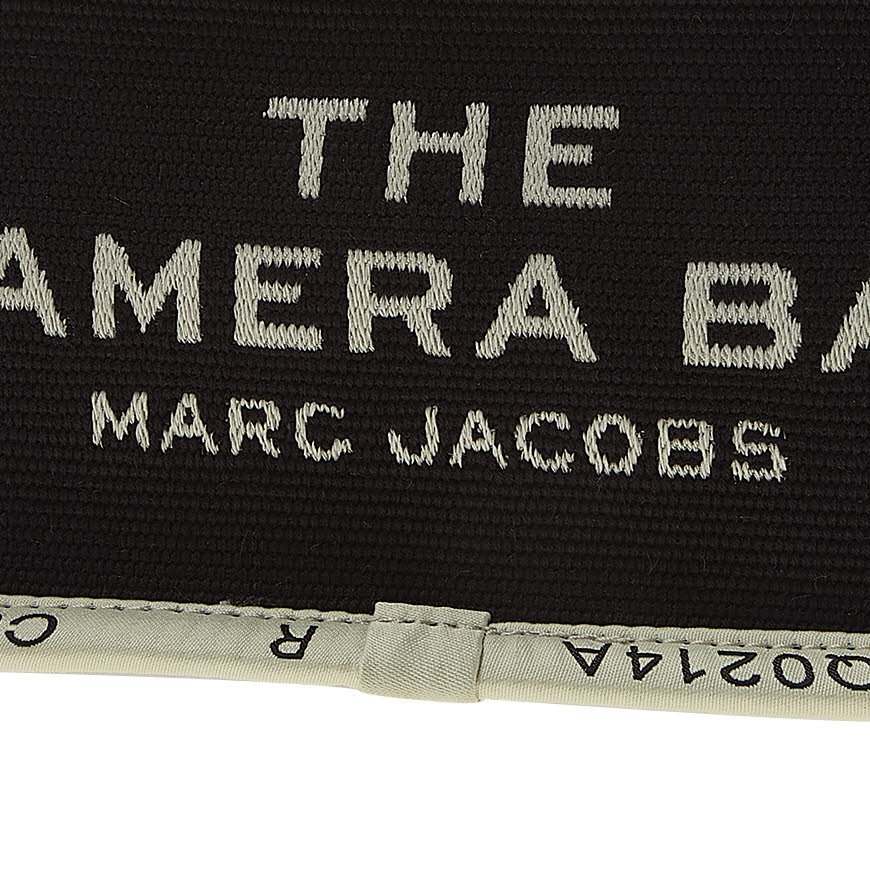 THE
AMERA BA
MARC JACOBS
Q0214A R